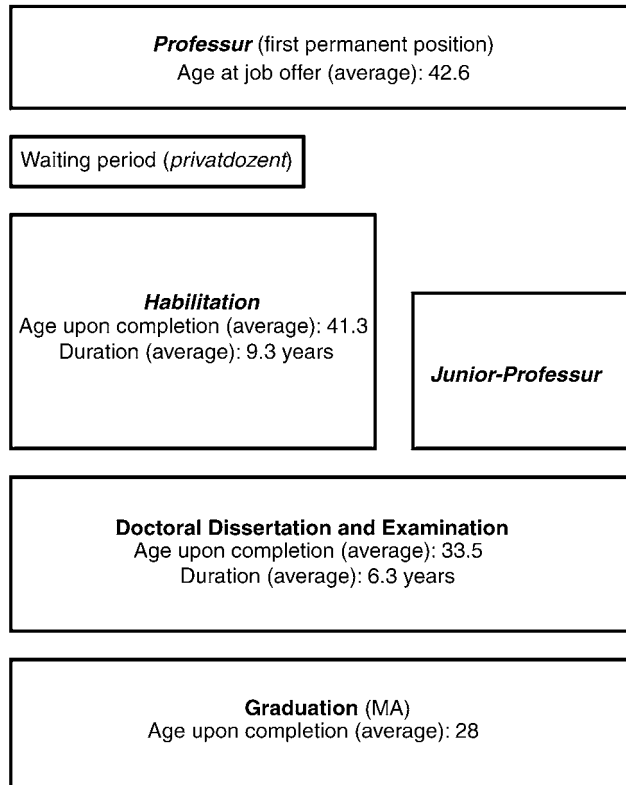 Professur (first permanent position)
Age at job offer (average): 42.6
Waiting period (privatdozent)
Habilitation
Age upon completion (average): 41.3
Duration (average): 9.3 years
Junior-Professur
Doctoral Dissertation and Examination
Age upon completion (average): 33.5
Duration (average): 6.3 years
Graduation (MA)
Age upon completion (average): 28